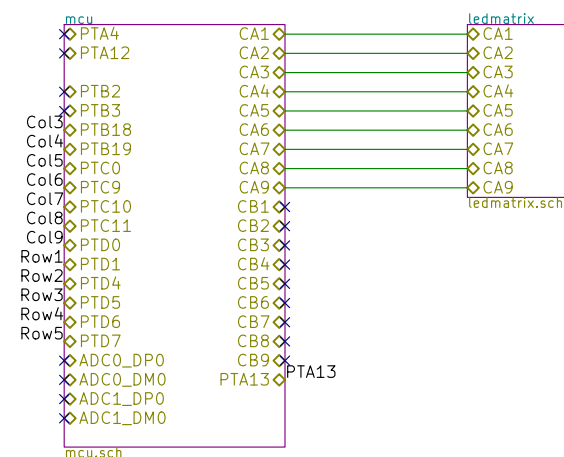 mcu
ledmatrix
PTA4 CA1 CA1
PTA12 CA2 CA2
CA3 CA3
PTB2 CA4 CA4
PTB3 CA5 CA5
Col3 PTB18 CA6 CA6
Col4 PTB19 CA7 CA7
Col5 PTC0 CA8 CA8
Col6 PTC9 CA9 CA9
Col7 PTC10 CB1 ledmatrix.sch
Col8 PTC11 CB2
Col9 PTD0 CB3
Row1 PTD1 CB4
Row2 PTD4 CB5
Row3 PTD5 CB6
Row4 PTD6 CB7
Row5 PTD7 CB8
ADC0_DP0 CB9
ADC0_DM0 PTA13 PTA13
ADC1_DP0
ADC1_DM0
mcu.sch